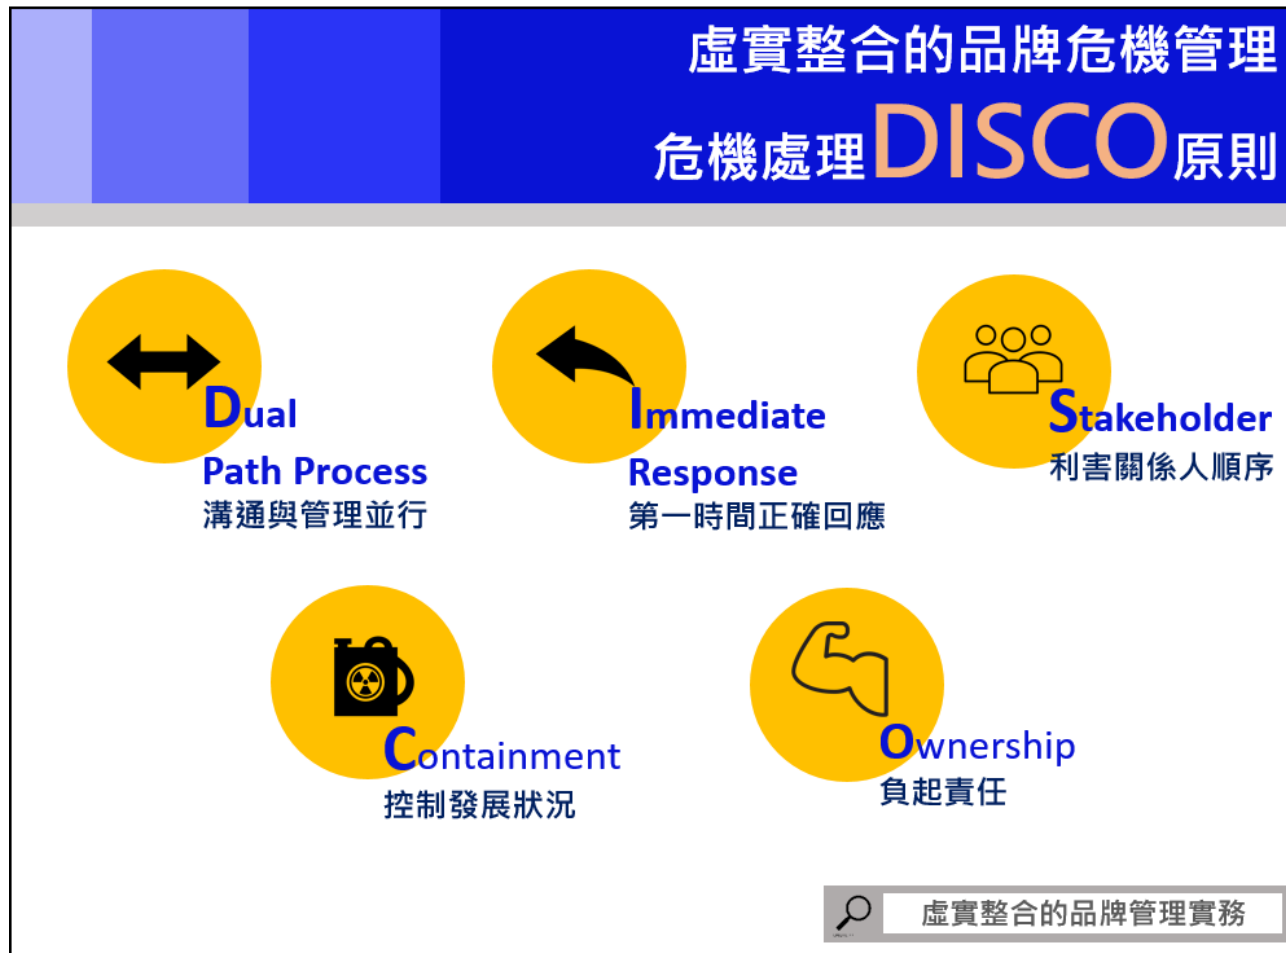 虛實整合的品牌危機管理
危機處理DISCO原則
Dual
Path Process
溝通與管理並行
Immediate
Response
第一時間正確回應
Stakeholder
利害關係人順序
Containment
控制發展狀況
Ownership
負起責任
虛實整合的品牌管理實務